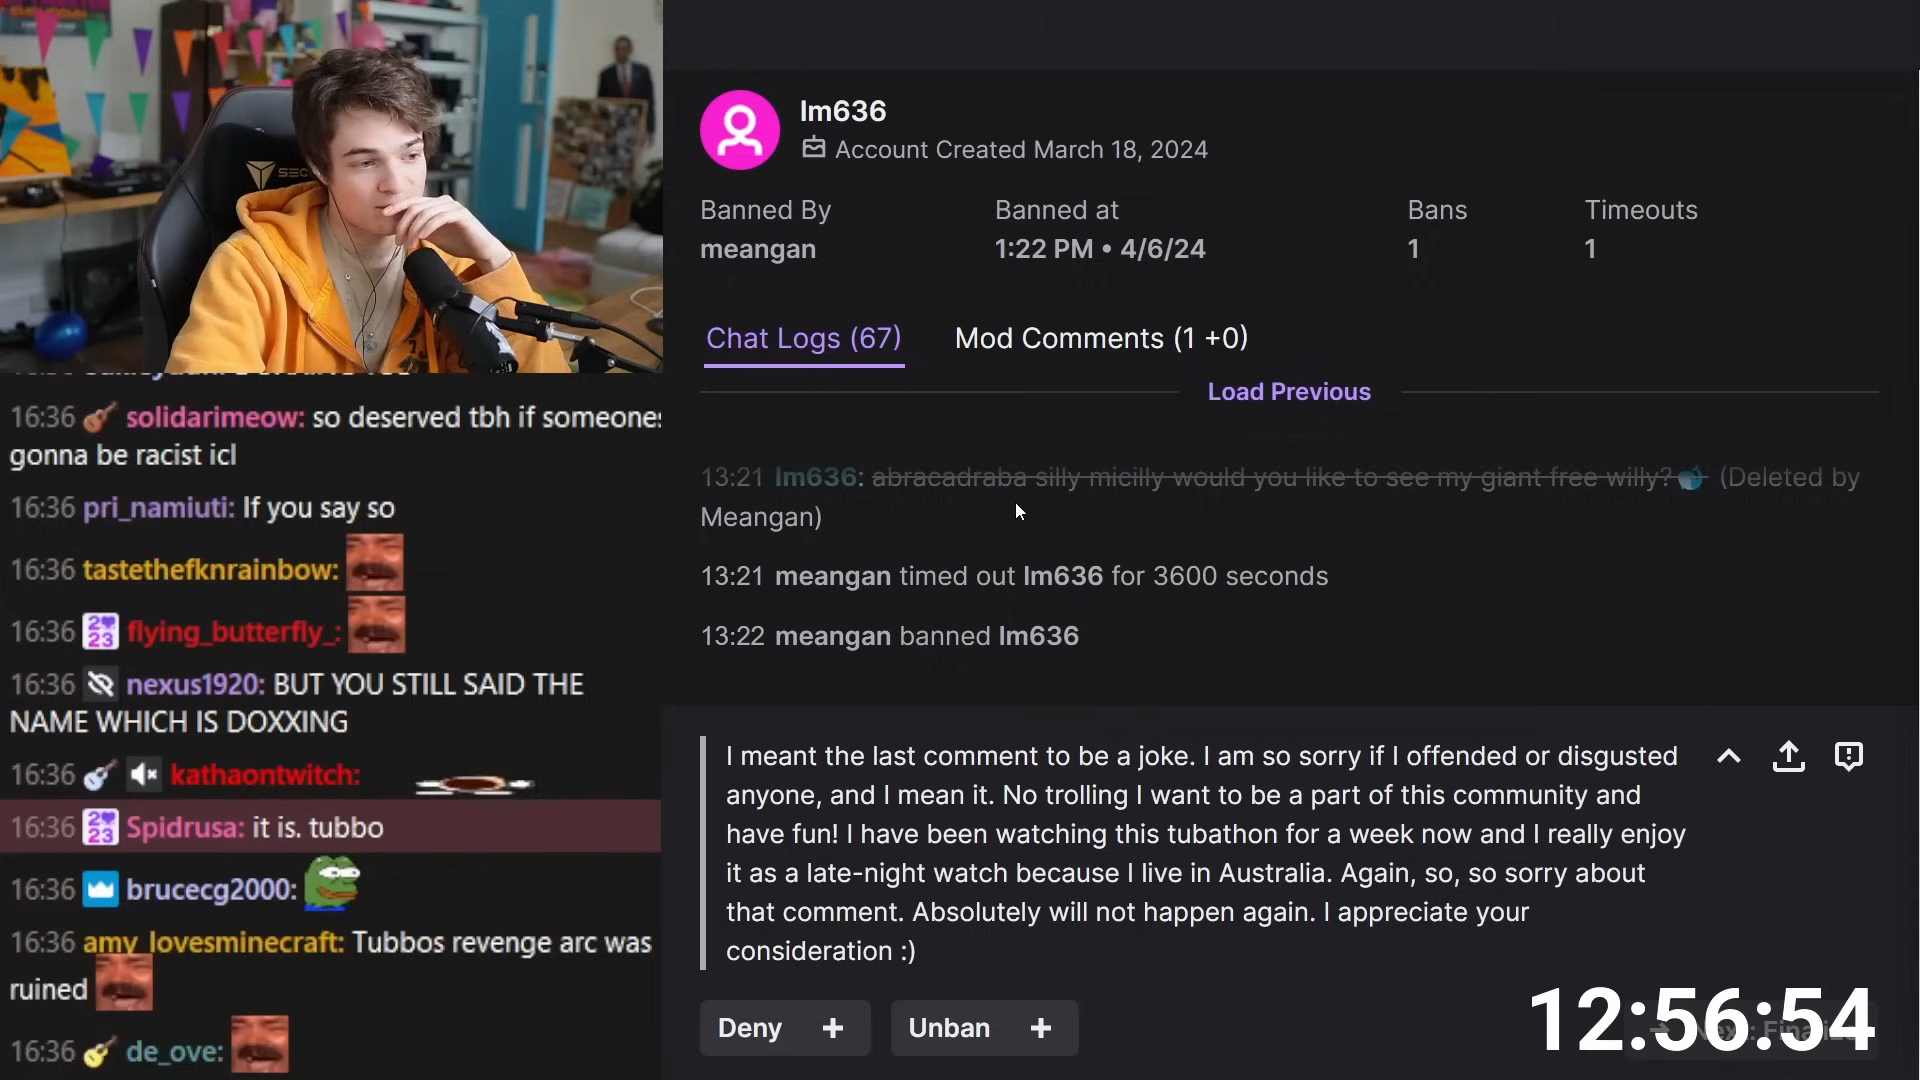 lm636
Account Created March 18, 2024
Banned By
Banned at
Bans
Timeouts
meangan
1:22 PM • 4/6/24
1
1
Chat Logs (67)
Mod Comments (1 +0)
Load Previous
13:21 lm636: abracadraba silly micilly would you like to see my giant free willy? (Deleted by
Meangan)
13:21 meangan timed out lm636 for 3600 seconds
13:22 meangan banned lm636
I meant the last comment to be a joke. I am so sorry if I offended or disgusted
anyone, and I mean it. No trolling I want to be a part of this community and
have fun! I have been watching this tubathon for a week now and I really enjoy
it as a late-night watch because I live in Australia. Again, so, so sorry about
that comment. Absolutely will not happen again. I appreciate your
consideration :)
Deny
Unban
12:56:54
16:36 solidarimeow: so deserved tbh if someones
gonna be racist icl
16:36 pri_namiuti: If you say so
16:36 tastethefknrainbow:
16:36 2023 flying_butterfly_:
16:36 nexus1920: BUT YOU STILL SAID THE
NAME WHICH IS DOXXING
16:36 kathaontwitch:
16:36 2023 Spidrusa: it is. tubbo
16:36 brucecg2000:
16:36 amy_lovesminecraft: Tubbos revenge arc was
ruined
16:36 de_ove: